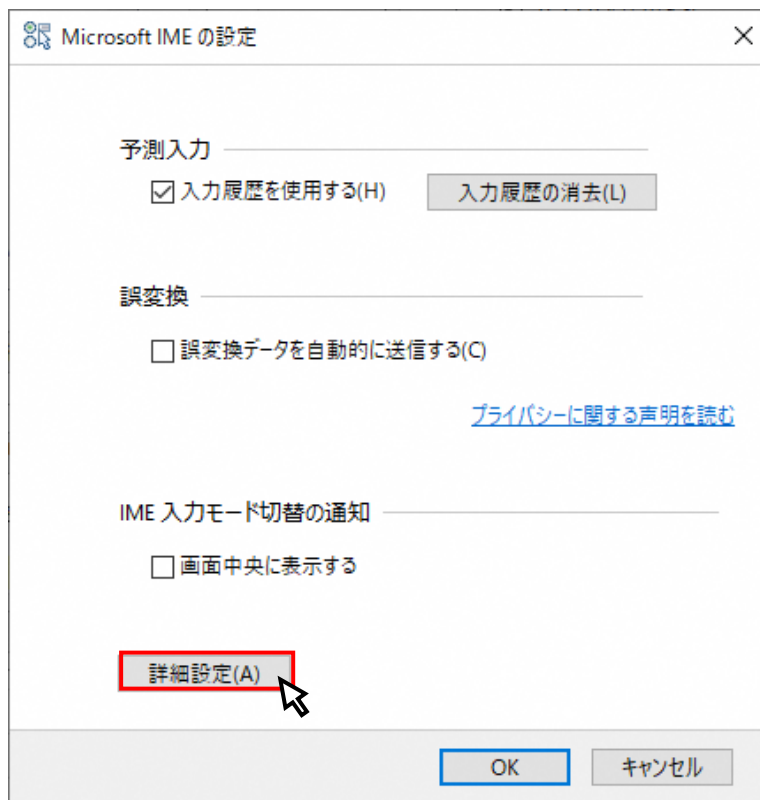 Microsoft IME の設定
予測入力
入力履歴を使用する(H)
入力履歴の消去(L)
誤変換
誤変換データを自動的に送信する(C)
プライバシーに関する声明を読む
IME 入力モード切替の通知
画面中央に表示する
詳細設定(A)
OK
キャンセル